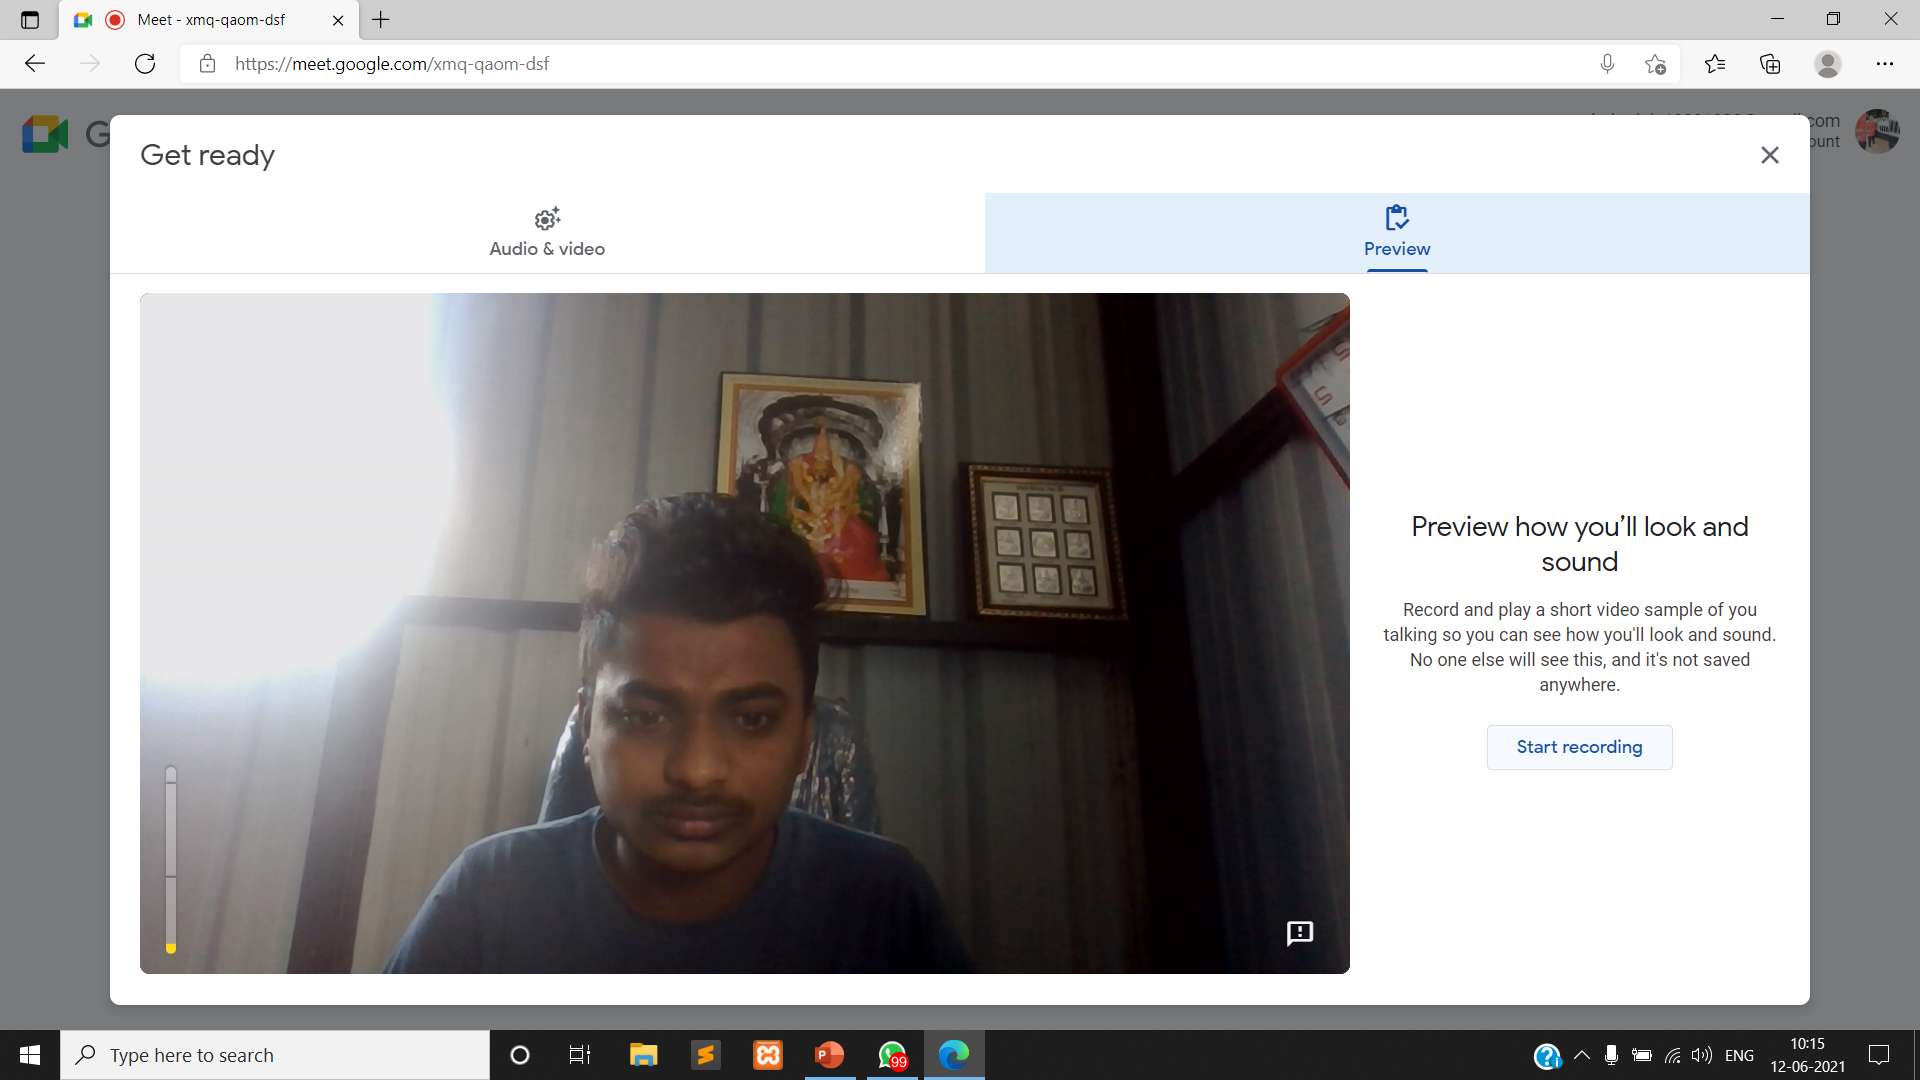 Meet - xmq-qaom-dsf
https://meet.google.com/xmq-qaom-dsf
G
com
ount
Get ready
Audio & video
Preview
Preview how you’ll look and
sound
Record and play a short video sample of you
talking so you can see how you'll look and sound.
No one else will see this, and it's not saved
anywhere.
Start recording
Type here to search
99
ENG
10:15
12-06-2021